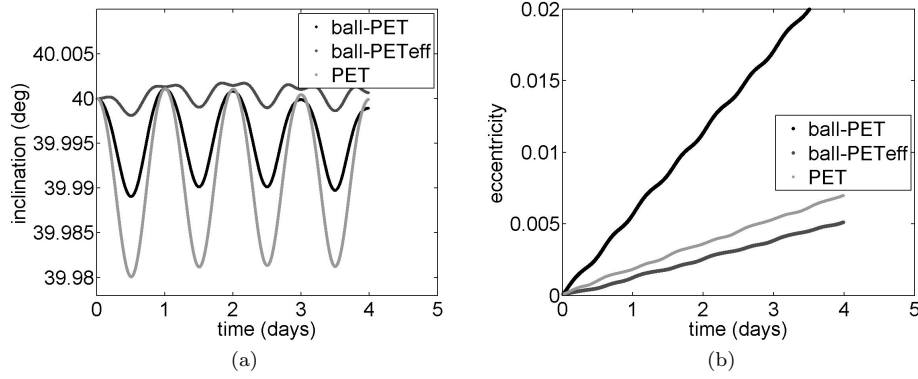 ball-PET
ball-PETeff
PET
40.005
40
39.995
39.99
39.985
39.98
inclination (deg)
0 1 2 3 4 5
time (days)
(a)
ball-PET
ball-PETeff
PET
0.02
0.015
0.01
0.005
0
eccentricity
0 1 2 3 4 5
time (days)
(b)